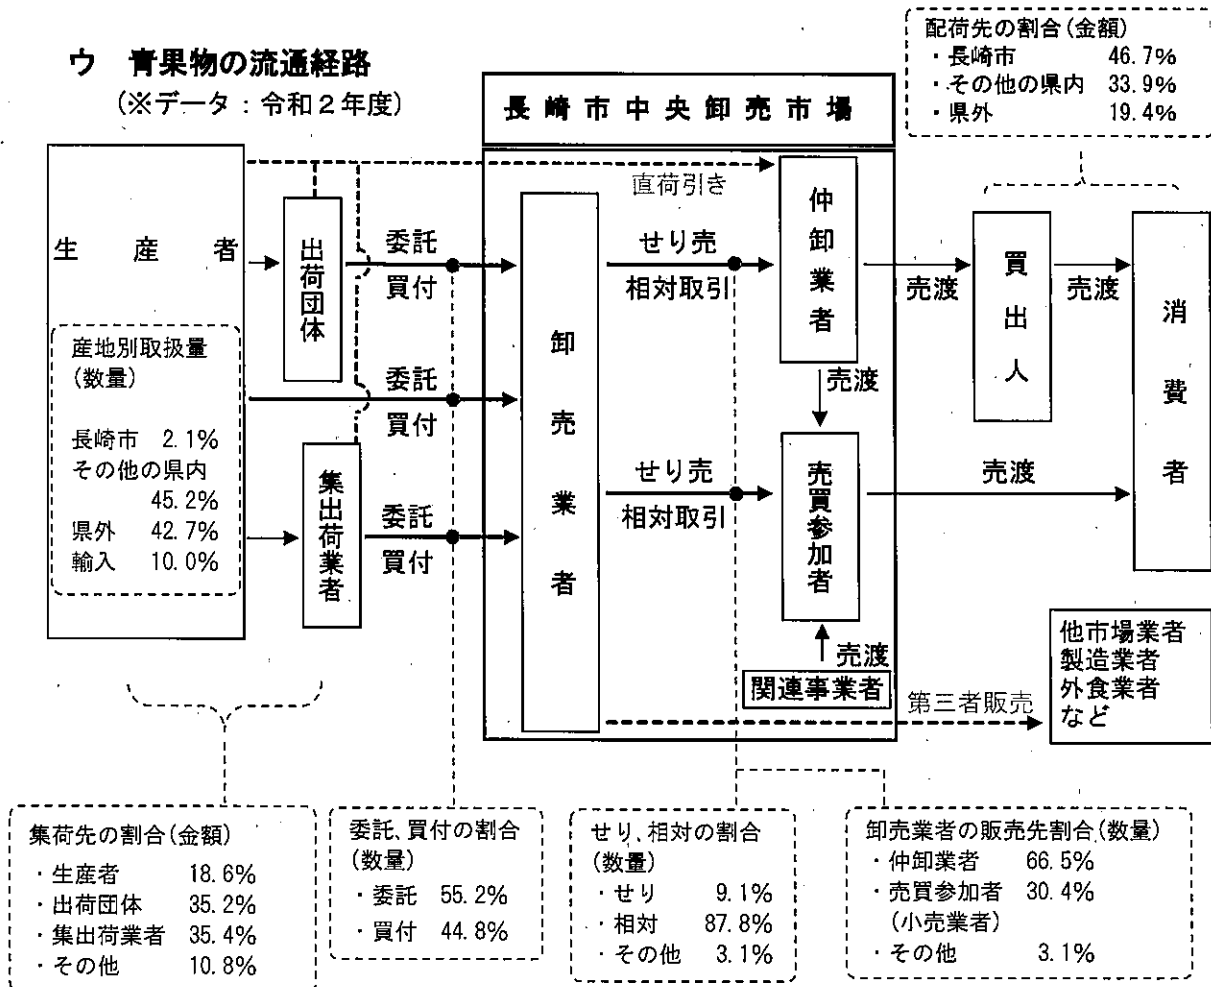 ウ 青果物の流通経路
(※データ：令和２年度)
長崎市中央卸売市場
配荷先の割合(金額)
・長崎市 46.7%
・その他の県内 33.9%
・県外 19.4%
生産者
出荷団体
集出荷業者
産地別取扱量
(数量)
長崎市 2.1%
その他の県内
45.2%
県外 42.7%
輸入 10.0%
委託
買付
委託
買付
委託
買付
卸売業者
直荷引き
せり売
相対取引
せり売
相対取引
仲卸業者
売渡
売買参加者
売渡
関連事業者
売渡
買出人
売渡
売渡
消費者
第三者販売
他市場業者
製造業者
外食業者
など
集荷先の割合(金額)
・生産者 18.6%
・出荷団体 35.2%
・集出荷業者 35.4%
・その他 10.8%
委託、買付の割合
(数量)
・委託 55.2%
・買付 44.8%
せり、相対の割合
(数量)
・せり 9.1%
・相対 87.8%
・その他 3.1%
卸売業者の販売先割合(数量)
・仲卸業者 66.5%
・売買参加者 30.4%
(小売業者)
・その他 3.1%